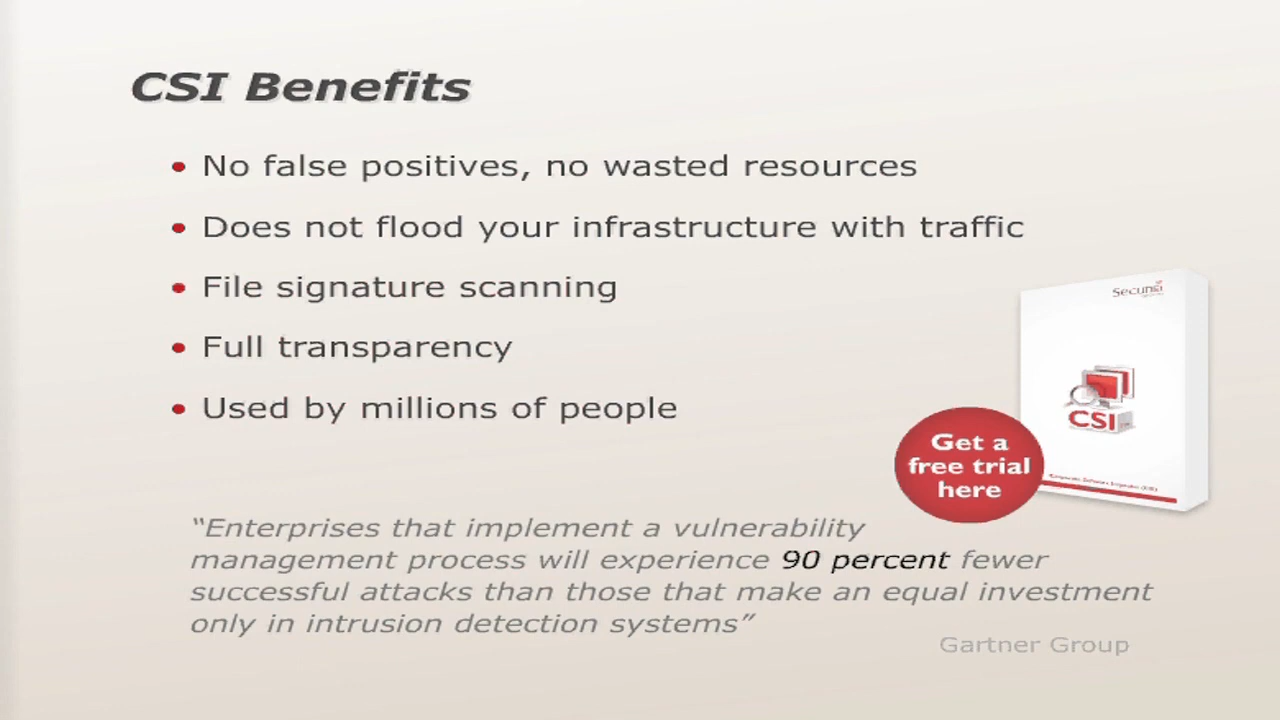 CSI Benefits
No false positives, no wasted resources
Does not flood your infrastructure with traffic
File signature scanning
Full transparency
Used by millions of people
secunia
CSI
Get a
free trial
here
“Enterprises that implement a vulnerability
management process will experience 90 percent fewer
successful attacks than those that make an equal investment
only in intrusion detection systems”
Gartner Group